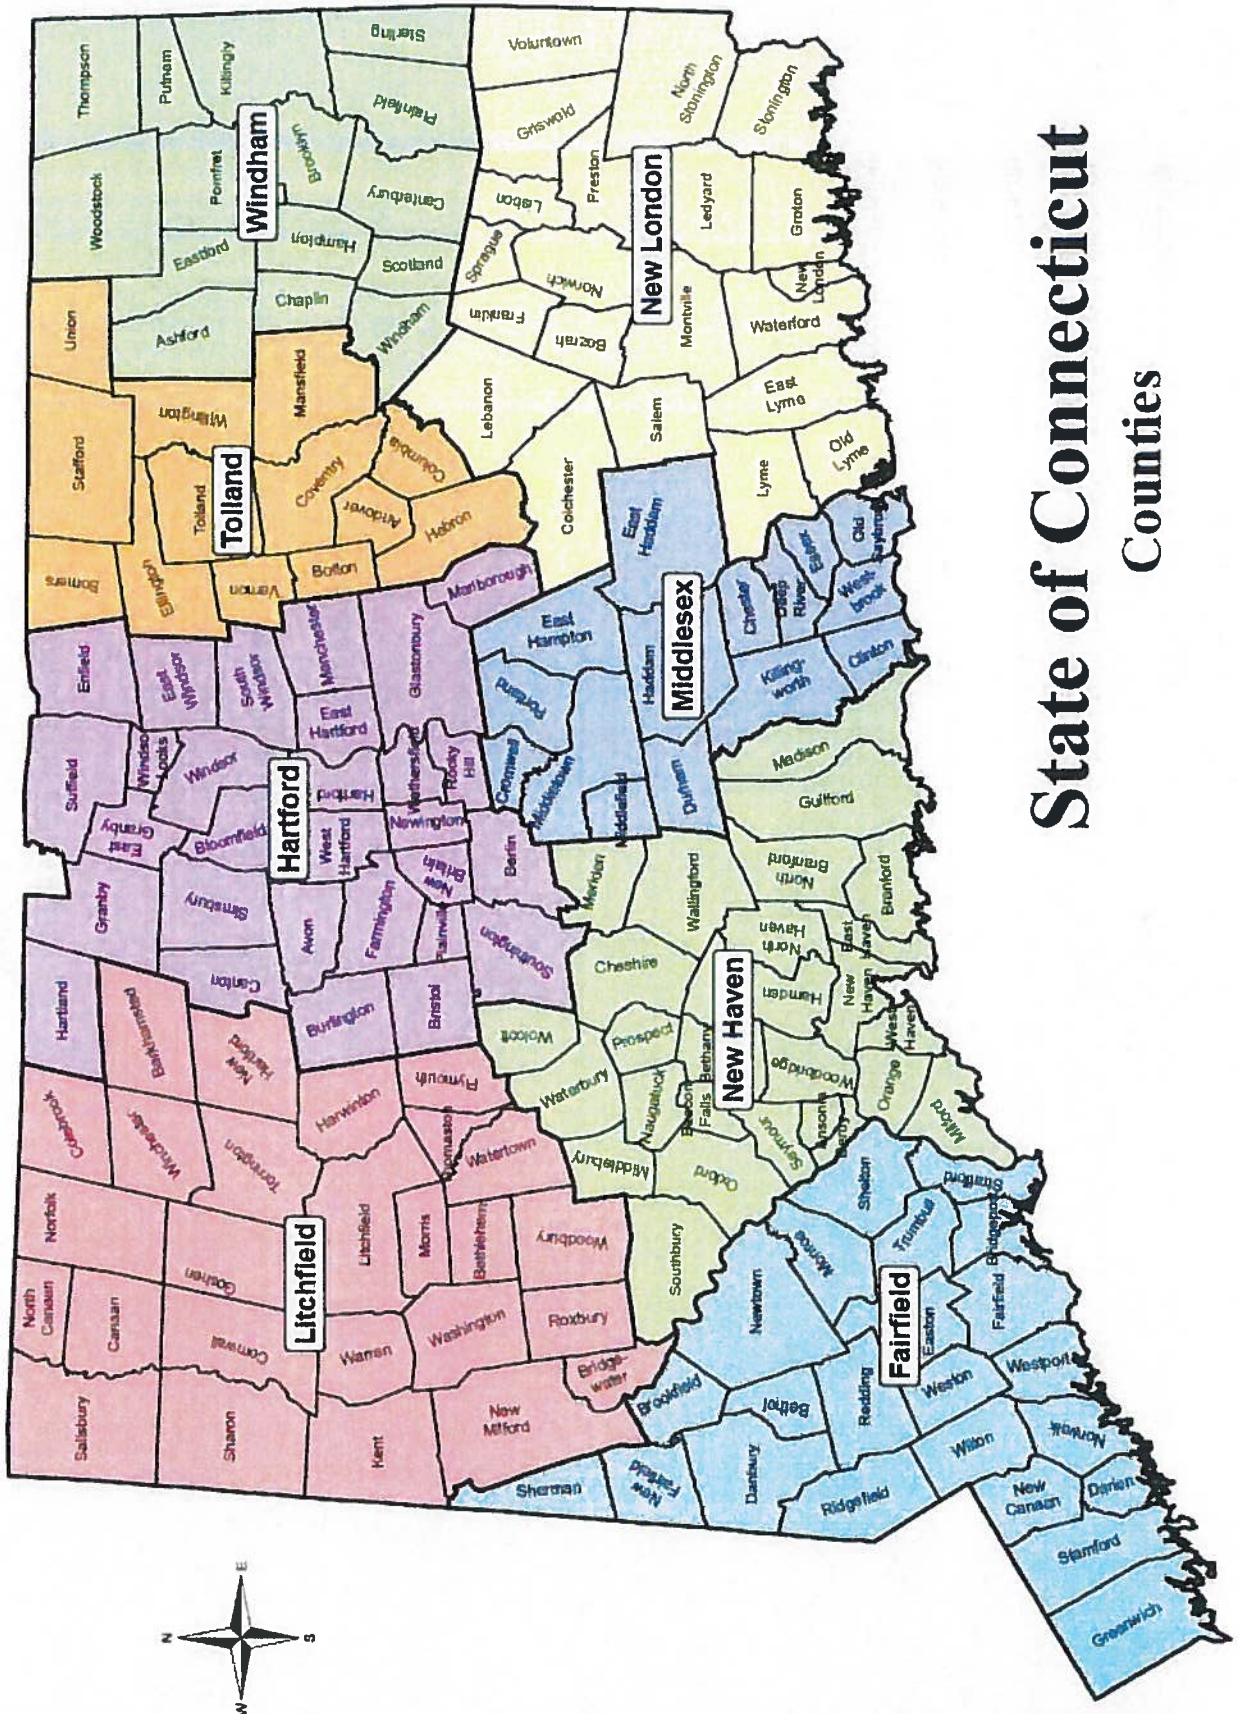 State of Connecticut
Counties
N
W
E
S
Litchfield
Salisbury
North
Canaan
Canaan
Norfolk
Colebrook
Sharon
Cornwall
Goshen
Winchester
Barkhamsted
Torrington
New
Hartford
Kent
Warren
Litchfield
Harwinton
Morris
Plymouth
Washington
Bethlehem
Watertown
New
Milford
Roxbury
Woodbury
Bridge-
water
Hartford
Hartland
Granby
East
Granby
Suffield
Enfield
Windsor
East
Windsor
South
Windsor
Canton
Simsbury
Bloomfield
Avon
West
Hartford
Hartford
East
Hartford
Manchester
Burlington
Farmington
Newington
Wethersfield
Glastonbury
Bristol
Plainville
New
Britain
Rocky
Hill
Marlborough
Southington
Berlin
Tolland
Somers
Stafford
Union
Ellington
Tolland
Willington
Vernon
Bolton
Coventry
Mansfield
Andover
Columbia
Hebron
Windham
Woodstock
Thompson
Putnam
Ashford
Eastford
Pomfret
Killingly
Chaplin
Hampton
Brooklyn
Sterling
Windham
Scotland
Canterbury
Plainfield
New London
Lebanon
Franklin
Sprague
Lisbon
Griswold
Voluntown
Colchester
Bozrah
Norwich
Preston
North
Stonington
Salem
Montville
Ledyard
Stonington
Lyme
East
Lyme
Waterford
New
London
Groton
Old
Lyme
Middlesex
Cromwell
Portland
East
Hampton
Middletown
Middlefield
Haddam
East
Haddam
Durham
Killing-
worth
Chester
Deep
River
Essex
Clinton
West-
brook
Old
Saybrook
New Haven
Wolcott
Waterbury
Middlebury
Southbury
Oxford
Naugatuck
Prospect
Cheshire
Meriden
Wallingford
Beacon
Falls
Bethany
Seymour
Woodbridge
Hamden
North
Haven
North
Branford
Guilford
Madison
Orange
New
Haven
East
Haven
Branford
West
Haven
Milford
Fairfield
Sherman
New
Fairfield
Brookfield
Newtown
Danbury
Bethel
Monroe
Shelton
Ridgefield
Redding
Easton
Trumbull
Stratford
Bridgeport
Wilton
Weston
Fairfield
Westport
Norwalk
New
Canaan
Darien
Stamford
Greenwich